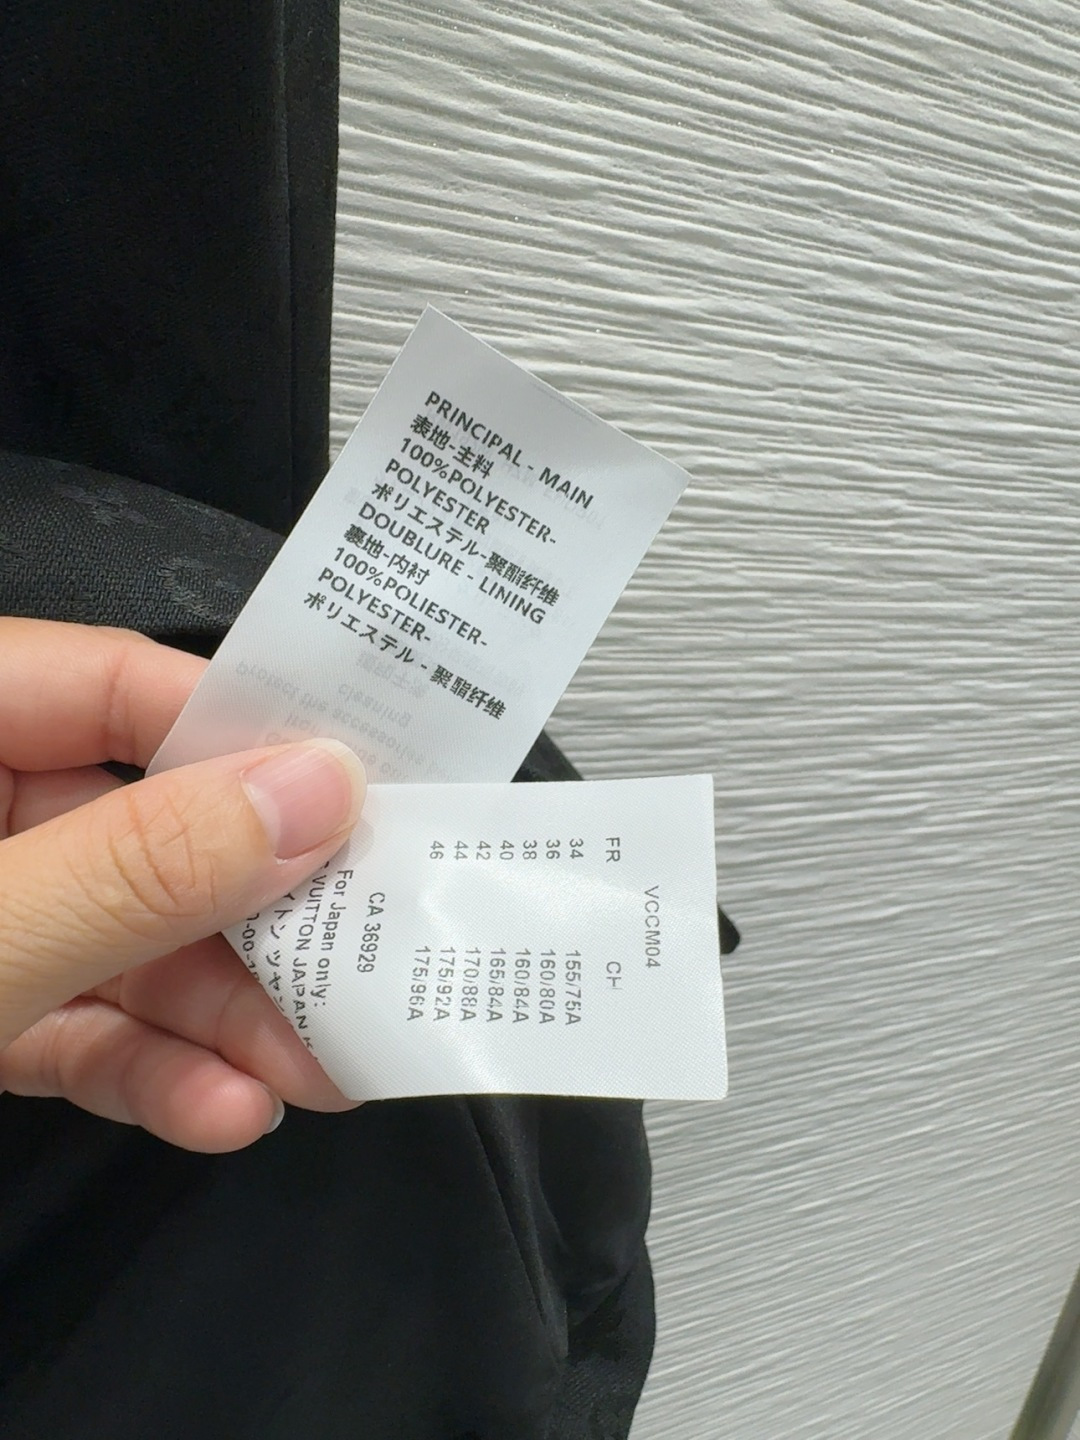 PRINCIPAL - MAIN
表地-主料
100%POLYESTER-
POLYESTER
ポリエステル-聚酯纤维
DOUBLURE - LINING
裏地-内衬
100%POLIESTER-
POLYESTER-
ポリエステル - 聚酯纤维
VCCM04
FR CH
34 155/75A
36 160/80A
38 160/84A
40 165/84A
42 170/88A
44 175/92A
46 175/96A
CA 36929
For Japan only:
VUITTON JAPAN